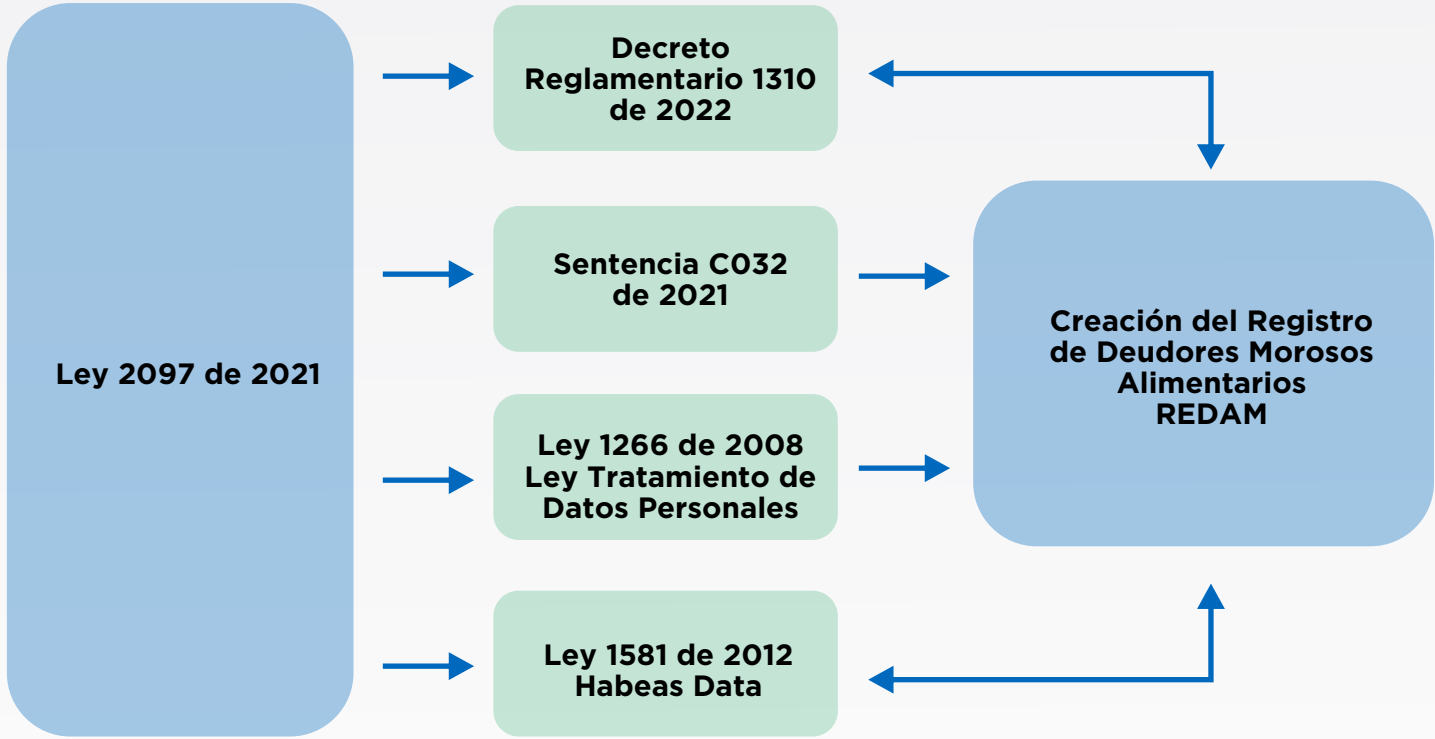 Ley 2097 de 2021
Decreto
Reglamentario 1310
de 2022
Sentencia C032
de 2021
Ley 1266 de 2008
Ley Tratamiento de
Datos Personales
Ley 1581 de 2012
Habeas Data
Creación del Registro
de Deudores Morosos
Alimentarios
REDAM